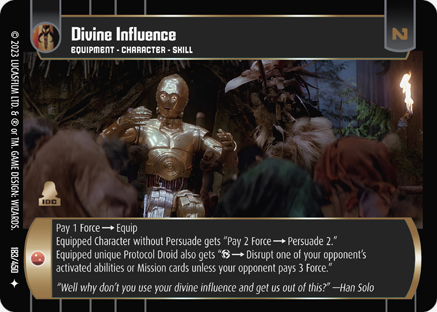 Divine Influence
EQUIPMENT - CHARACTER - SKILL
N
© 2023 LUCASFILM LTD. & ® or TM. GAME DESIGN: WIZARDS.
183/450
IDC
Pay 1 Force → Equip
Equipped Character without Persuade gets "Pay 2 Force → Persuade 2."
Equipped unique Protocol Droid also gets " → Disrupt one of your opponent's
activated abilities or Mission cards unless your opponent pays 3 Force."
"Well why don't you use your divine influence and get us out of this?" —Han Solo